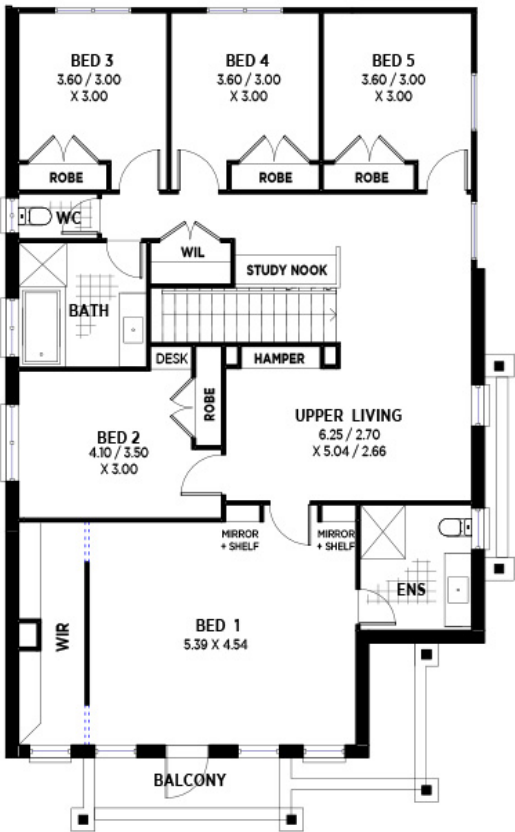 BED 3
3.60 / 3.00
X 3.00
BED 4
3.60 / 3.00
X 3.00
BED 5
3.60 / 3.00
X 3.00
ROBE
ROBE
ROBE
WC
WIL
STUDY NOOK
BATH
DESK
HAMPER
ROBE
UPPER LIVING
6.25 / 2.70
X 5.04 / 2.66
BED 2
4.10 / 3.50
X 3.00
MIRROR
+ SHELF
MIRROR
+ SHELF
ENS
WIR
BED 1
5.39 X 4.54
BALCONY